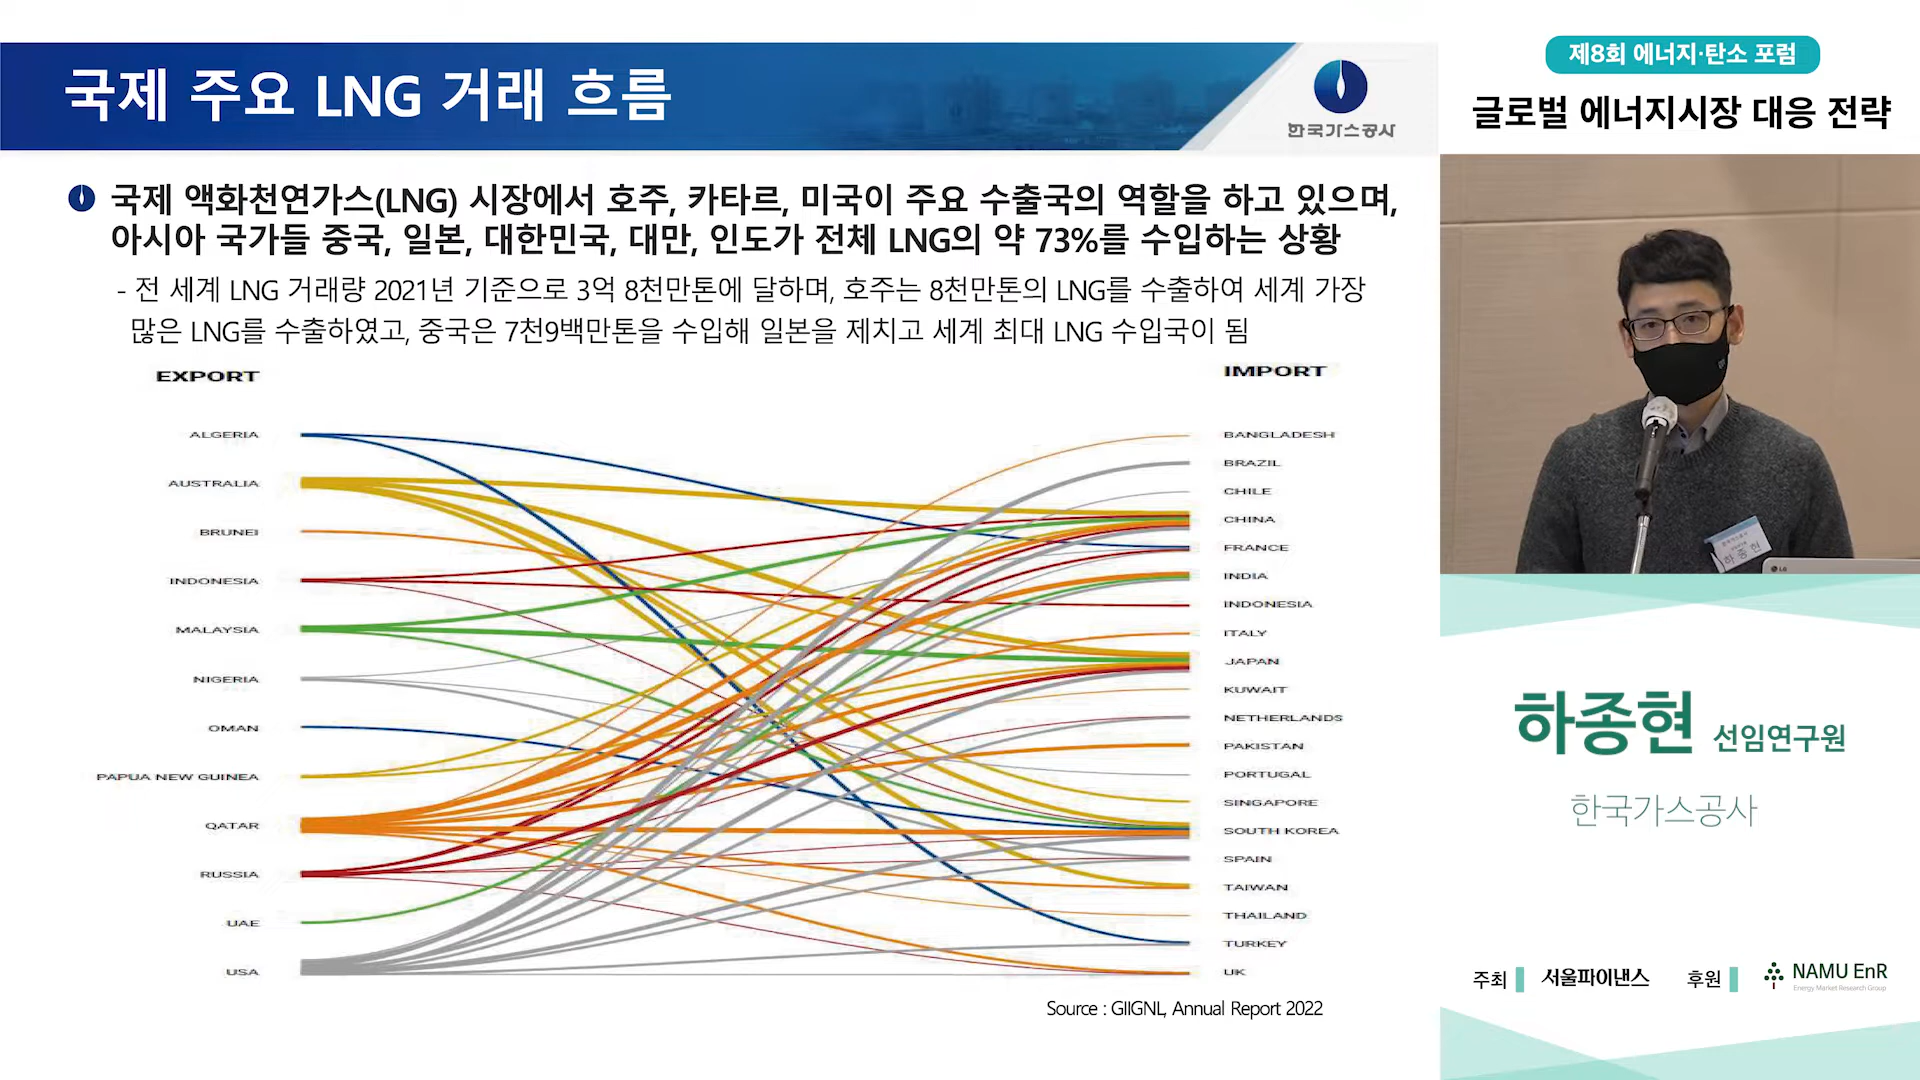 국제 주요 LNG 거래 흐름
한국가스공사
국제 액화천연가스(LNG) 시장에서 호주, 카타르, 미국이 주요 수출국의 역할을 하고 있으며,
아시아 국가들 중국, 일본, 대한민국, 대만, 인도가 전체 LNG의 약 73%를 수입하는 상황
- 전 세계 LNG 거래량 2021년 기준으로 3억 8천만톤에 달하며, 호주는 8천만톤의 LNG를 수출하여 세계 가장
많은 LNG를 수출하였고, 중국은 7천9백만톤을 수입해 일본을 제치고 세계 최대 LNG 수입국이 됨
EXPORT
ALGERIA
AUSTRALIA
BRUNEI
INDONESIA
MALAYSIA
NIGERIA
OMAN
PAPUA NEW GUINEA
QATAR
RUSSIA
UAE
USA
IMPORT
BANGLADESH
BRAZIL
CHILE
CHINA
FRANCE
INDIA
INDONESIA
ITALY
JAPAN
KUWAIT
NETHERLANDS
PAKISTAN
PORTUGAL
SINGAPORE
SOUTH KOREA
SPAIN
TAIWAN
THAILAND
TURKEY
UK
Source : GIIGNL, Annual Report 2022
제8회 에너지·탄소 포럼
글로벌 에너지시장 대응 전략
하종현
LG
하종현 선임연구원
한국가스공사
주최 서울파이낸스 후원 NAMU EnR
Energy Market Research Group